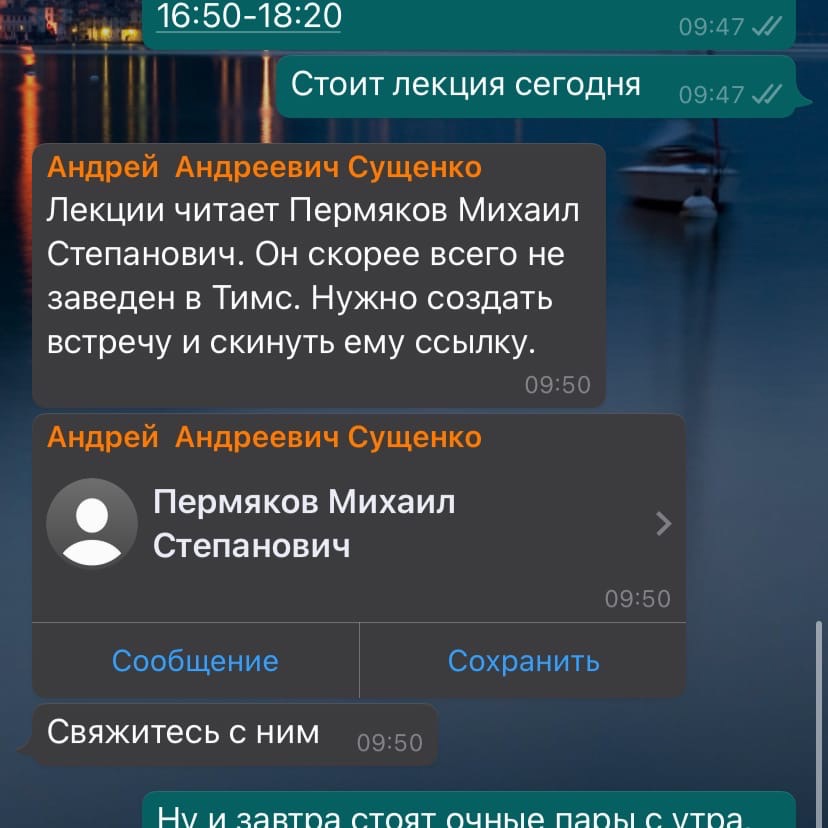 16:50-18:20
09:47
Стоит лекция сегодня
09:47
Андрей Андреевич Сущенко
Лекции читает Пермяков Михаил
Степанович. Он скорее всего не
заведен в Тимс. Нужно создать
встречу и скинуть ему ссылку.
09:50
Андрей Андреевич Сущенко
Пермяков Михаил
Степанович
09:50
Сообщение
Сохранить
Свяжитесь с ним
09:50
Ну и завтра стоят очные пары с утра.